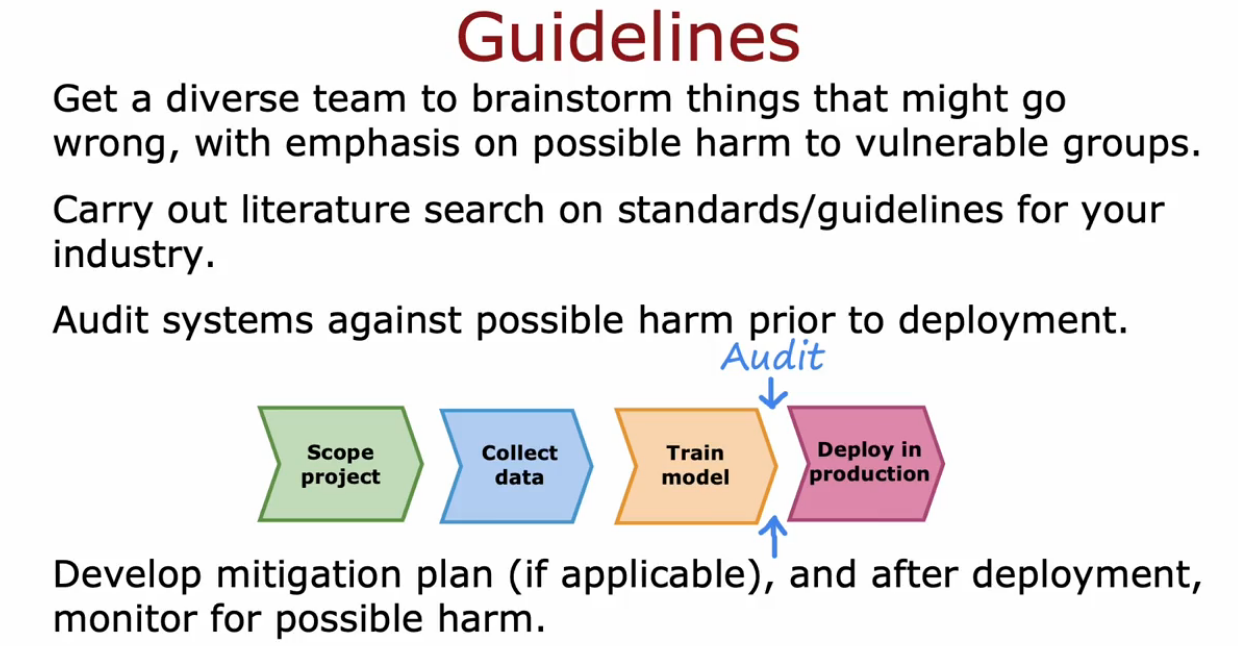 Guidelines
Get a diverse team to brainstorm things that might go
wrong, with emphasis on possible harm to vulnerable groups.
Carry out literature search on standards/guidelines for your
industry.
Audit systems against possible harm prior to deployment.
Audit
Scope
project
Collect
data
Train
model
Deploy in
production
Develop mitigation plan (if applicable), and after deployment,
monitor for possible harm.